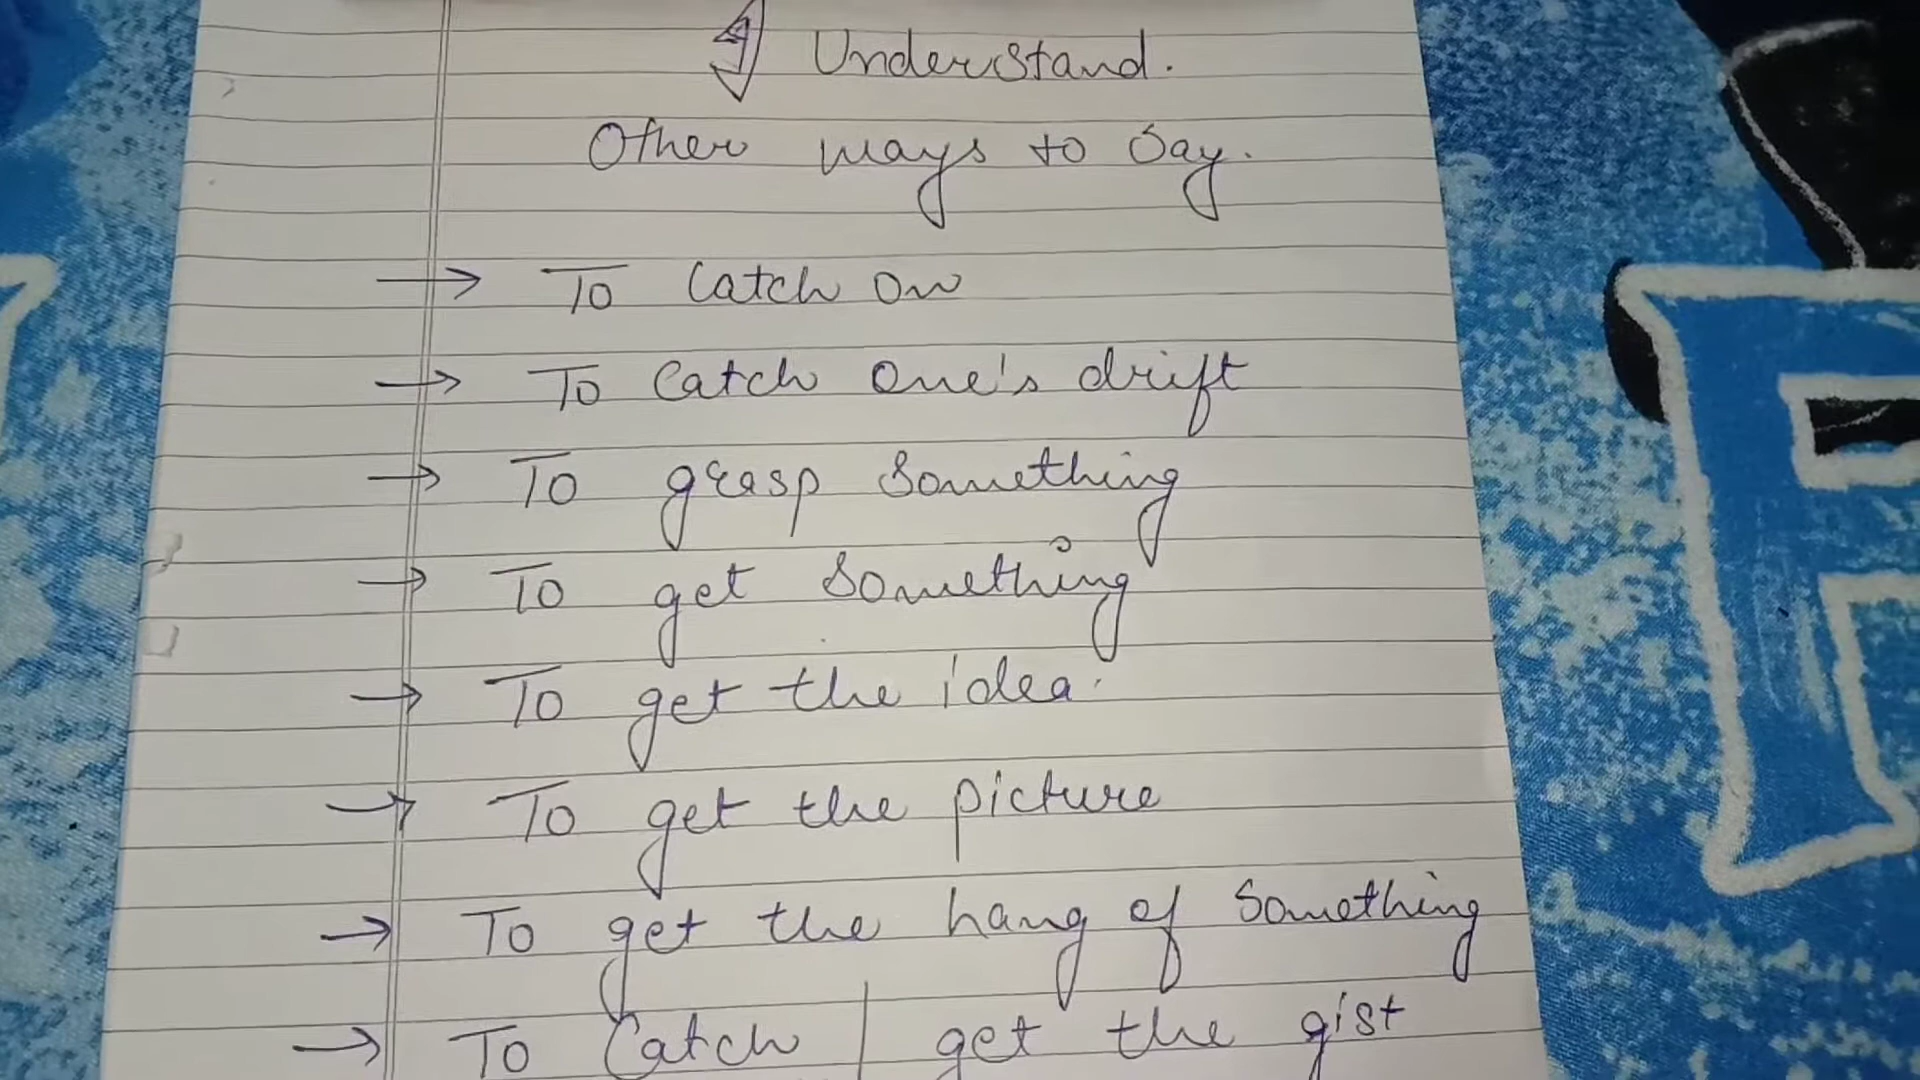 I Understand.
Other ways to Say.
→ To Catch on
→ To Catch One's drift
→ To grasp Something
→ To get Something
→ To get the idea.
→ To get the picture
→ To get the hang of Something
→ To Catch / get the gist